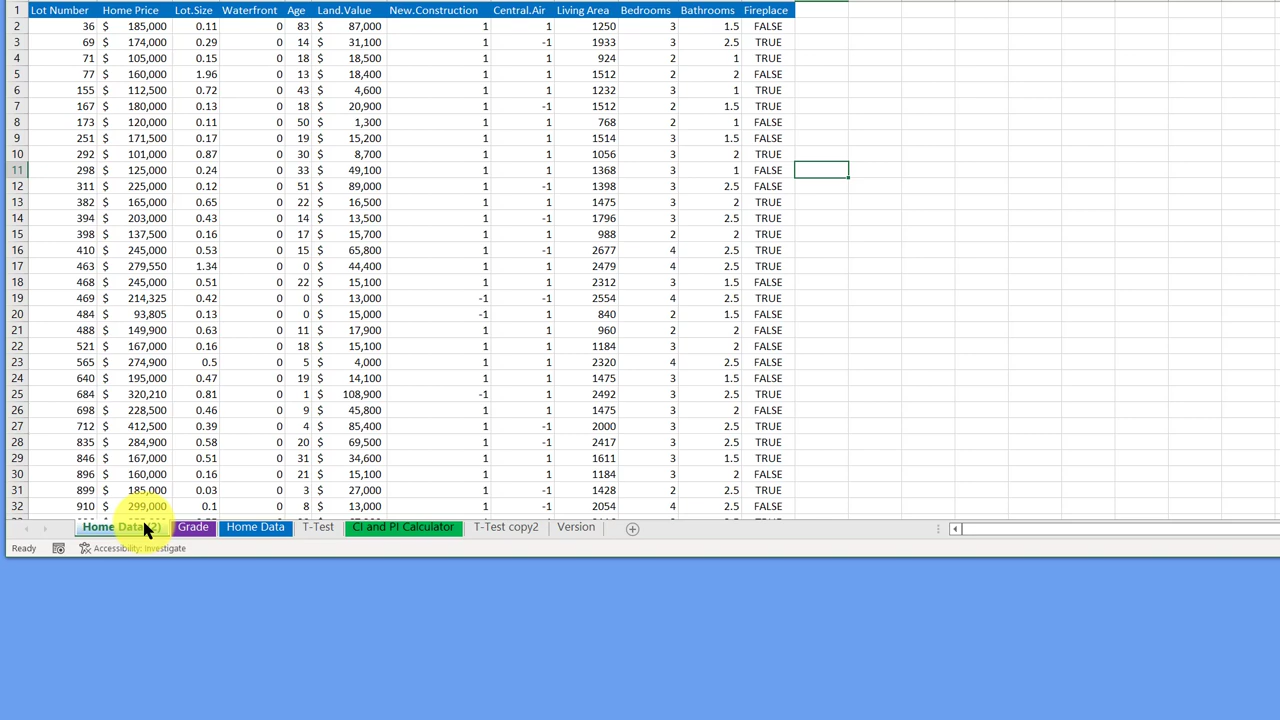 1 Lot Number Home Price Lot.Size Waterfront Age Land.Value New.Construction Central.Air Living Area Bedrooms Bathrooms Fireplace
2 36 $ 185,000 0.11 0 83 $ 87,000 1 1 1250 3 1.5 FALSE
3 69 $ 174,000 0.29 0 14 $ 31,100 1 -1 1933 3 2.5 TRUE
4 71 $ 105,000 0.15 0 18 $ 18,500 1 1 924 2 1 TRUE
5 77 $ 160,000 1.96 0 13 $ 18,400 1 1 1512 2 2 FALSE
6 155 $ 112,500 0.72 0 43 $ 4,600 1 1 1232 3 1 TRUE
7 167 $ 180,000 0.13 0 18 $ 20,900 1 -1 1512 2 1.5 TRUE
8 173 $ 120,000 0.11 0 50 $ 1,300 1 1 768 2 1 FALSE
9 251 $ 171,500 0.17 0 19 $ 15,200 1 1 1514 3 1.5 FALSE
10 292 $ 101,000 0.87 0 30 $ 8,700 1 1 1056 3 2 TRUE
11 298 $ 125,000 0.24 0 33 $ 49,100 1 1 1368 3 1 FALSE
12 311 $ 225,000 0.12 0 51 $ 89,000 1 -1 1398 3 2.5 FALSE
13 382 $ 165,000 0.65 0 22 $ 16,500 1 1 1475 3 2 TRUE
14 394 $ 203,000 0.43 0 14 $ 13,500 1 -1 1796 3 2.5 TRUE
15 398 $ 137,500 0.16 0 17 $ 15,700 1 1 988 2 2 TRUE
16 410 $ 245,000 0.53 0 15 $ 65,800 1 -1 2677 4 2.5 TRUE
17 463 $ 279,550 1.34 0 0 $ 44,400 1 1 2479 4 2.5 TRUE
18 468 $ 245,000 0.51 0 22 $ 15,100 1 1 2312 3 1.5 FALSE
19 469 $ 214,325 0.42 0 0 $ 13,000 -1 -1 2554 4 2.5 TRUE
20 484 $ 93,805 0.13 0 0 $ 15,000 -1 1 840 2 1.5 FALSE
21 488 $ 149,900 0.63 0 11 $ 17,900 1 1 960 2 2 FALSE
22 521 $ 167,000 0.16 0 18 $ 15,100 1 1 1184 3 2 FALSE
23 565 $ 274,900 0.5 0 5 $ 4,000 1 1 2320 4 2.5 FALSE
24 640 $ 195,000 0.47 0 19 $ 14,100 1 1 1475 3 1.5 FALSE
25 684 $ 320,210 0.81 0 1 $ 108,900 -1 1 2492 3 2.5 TRUE
26 698 $ 228,500 0.46 0 9 $ 45,800 1 1 1475 3 2 FALSE
27 712 $ 412,500 0.39 0 4 $ 85,400 1 -1 2000 3 2.5 TRUE
28 835 $ 284,900 0.58 0 20 $ 69,500 1 -1 2417 3 2.5 TRUE
29 846 $ 167,000 0.51 0 31 $ 34,600 1 1 1611 3 1.5 TRUE
30 896 $ 160,000 0.16 0 21 $ 15,100 1 1 1184 3 2 FALSE
31 899 $ 185,000 0.03 0 3 $ 27,000 1 -1 1428 2 2.5 TRUE
32 910 $ 299,000 0.1 0 8 $ 13,000 1 -1 2054 4 2.5 FALSE
Home Data (2) Grade Home Data T-Test CI and PI Calculator T-Test copy2 Version
Ready Accessibility: Investigate